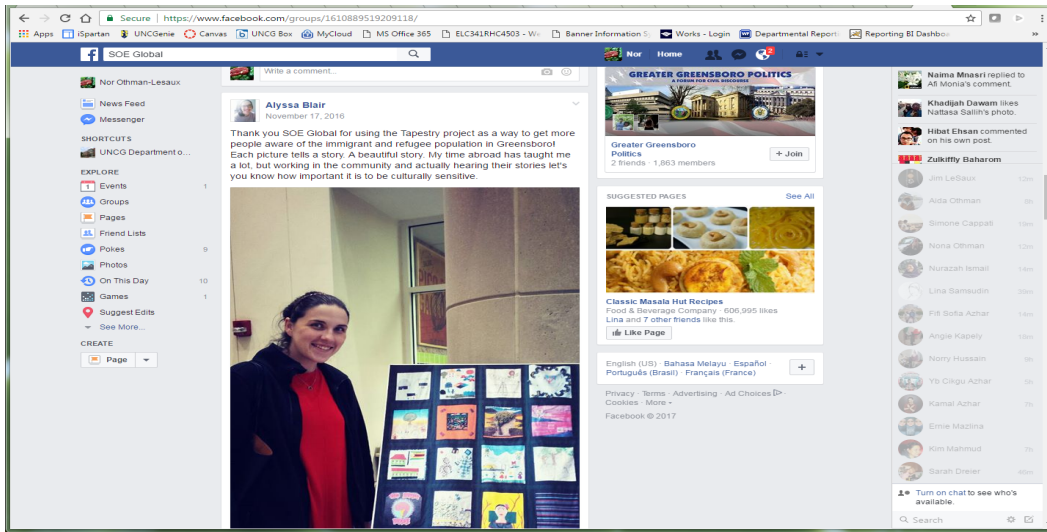 Secure | https://www.facebook.com/groups/1610889519209118/
Apps iSpartan UNCGenie Canvas UNCG Box MyCloud MS Office 365 ELC341RHC4503 - We Banner Information S Works - Login Departmental Report Reporting BI Dashbo »
SOE Global
Nor Home 2
Nor Othman-Lesaux
News Feed
Messenger
SHORTCUTS
UNCG Department o...
EXPLORE
Events 1
Groups
Pages
Friend Lists
Pokes 9
Photos
On This Day 10
Games 1
Suggest Edits
See More...
CREATE
Page
Write a comment...
Alyssa Blair
November 17, 2016
Thank you SOE Global for using the Tapestry project as a way to get more
people aware of the immigrant and refugee population in Greensboro!
Each picture tells a story. A beautiful story. My time abroad has taught me
a lot, but working in the community and actually hearing their stories let's
you know how important it is to be culturally sensitive.
GREATER GREENSBORO POLITICS
A FORUM FOR CIVIL DISCOURSE
Greater Greensboro
Politics
2 friends · 1,863 members
+ Join
SUGGESTED PAGES See All
Classic Masala Hut Recipes
Food & Beverage Company · 606,995 likes
Lina and 7 other friends like this.
Like Page
English (US) · Bahasa Melayu · Español ·
Português (Brasil) · Français (France)
+
Privacy · Terms · Advertising · Ad Choices ·
Cookies · More
Facebook © 2017
Naima Mnasri replied to
Afi Monia's comment.
Khadijah Dawam likes
Nattasa Sallih's photo.
Hibat Ehsan commented
on his own post.
Zulkiffly Baharom
Jim LeSaux 12m
Aida Othman
Simone Cappati
Nona Othman 12m
Nurazah Ismail
Lina Samsudin
Fifi Sofia Azhar
Angie Kapely
Norry Hussain
Yb Cikgu Azhar
Kamal Azhar
Ernie Mazlina
Kim Mahmud
Sarah Dreier
Turn on chat to see who's
available.
Search